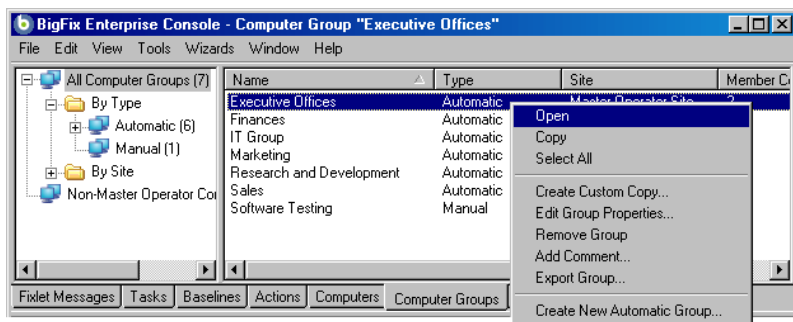 BigFix Enterprise Console - Computer Group "Executive Offices"
File Edit View Tools Wizards Window Help
All Computer Groups (7)
By Type
Automatic (6)
Manual (1)
By Site
Non-Master Operator Co
Name Type Site Member C
Executive Offices Automatic Master Operator Site 2
Finances Automatic
IT Group Automatic
Marketing Automatic
Research and Development Automatic
Sales Automatic
Software Testing Manual
Open
Copy
Select All
Create Custom Copy...
Edit Group Properties...
Remove Group
Add Comment...
Export Group...
Create New Automatic Group...
Fixlet Messages Tasks Baselines Actions Computers Computer Groups